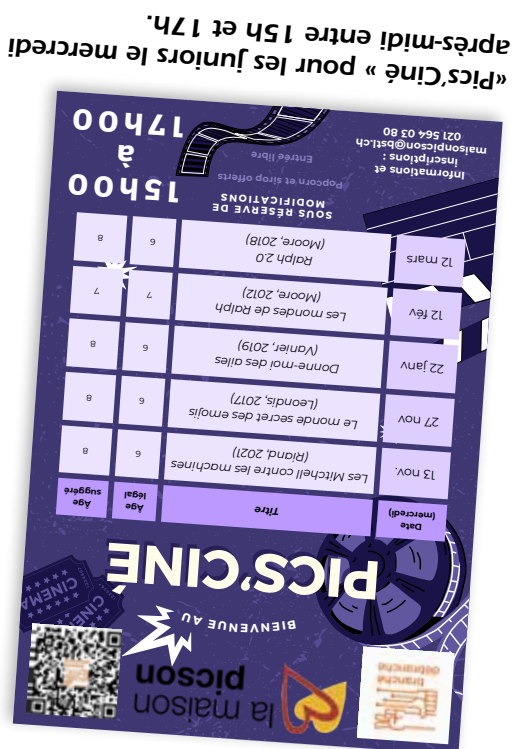 branche
débranche
la maison
picson
BIENVENUE AU
PICS'CINÉ
CINEMA
Date
(mercredi)
Titre
Âge
légal
Âge
suggéré
13 nov.
Les Mitchell contre les machines
(Riand, 2021)
6
8
27 nov
Le monde secret des emojis
(Leondis, 2017)
6
8
22 janv
Donne-moi des ailes
(Vanier, 2019)
6
8
12 fév
Les mondes de Ralph
(Moore, 2012)
7
7
12 mars
Ralph 2.0
(Moore, 2018)
6
8
SOUS RÉSERVE DE
MODIFICATIONS
Popcorn et sirop offerts
Entrée libre
15h00
à
17h00
Informations et
inscriptions :
maisonpicson@bstl.ch
021 564 03 80
«Pics'Ciné » pour les juniors le mercredi
après-midi entre 15h et 17h.